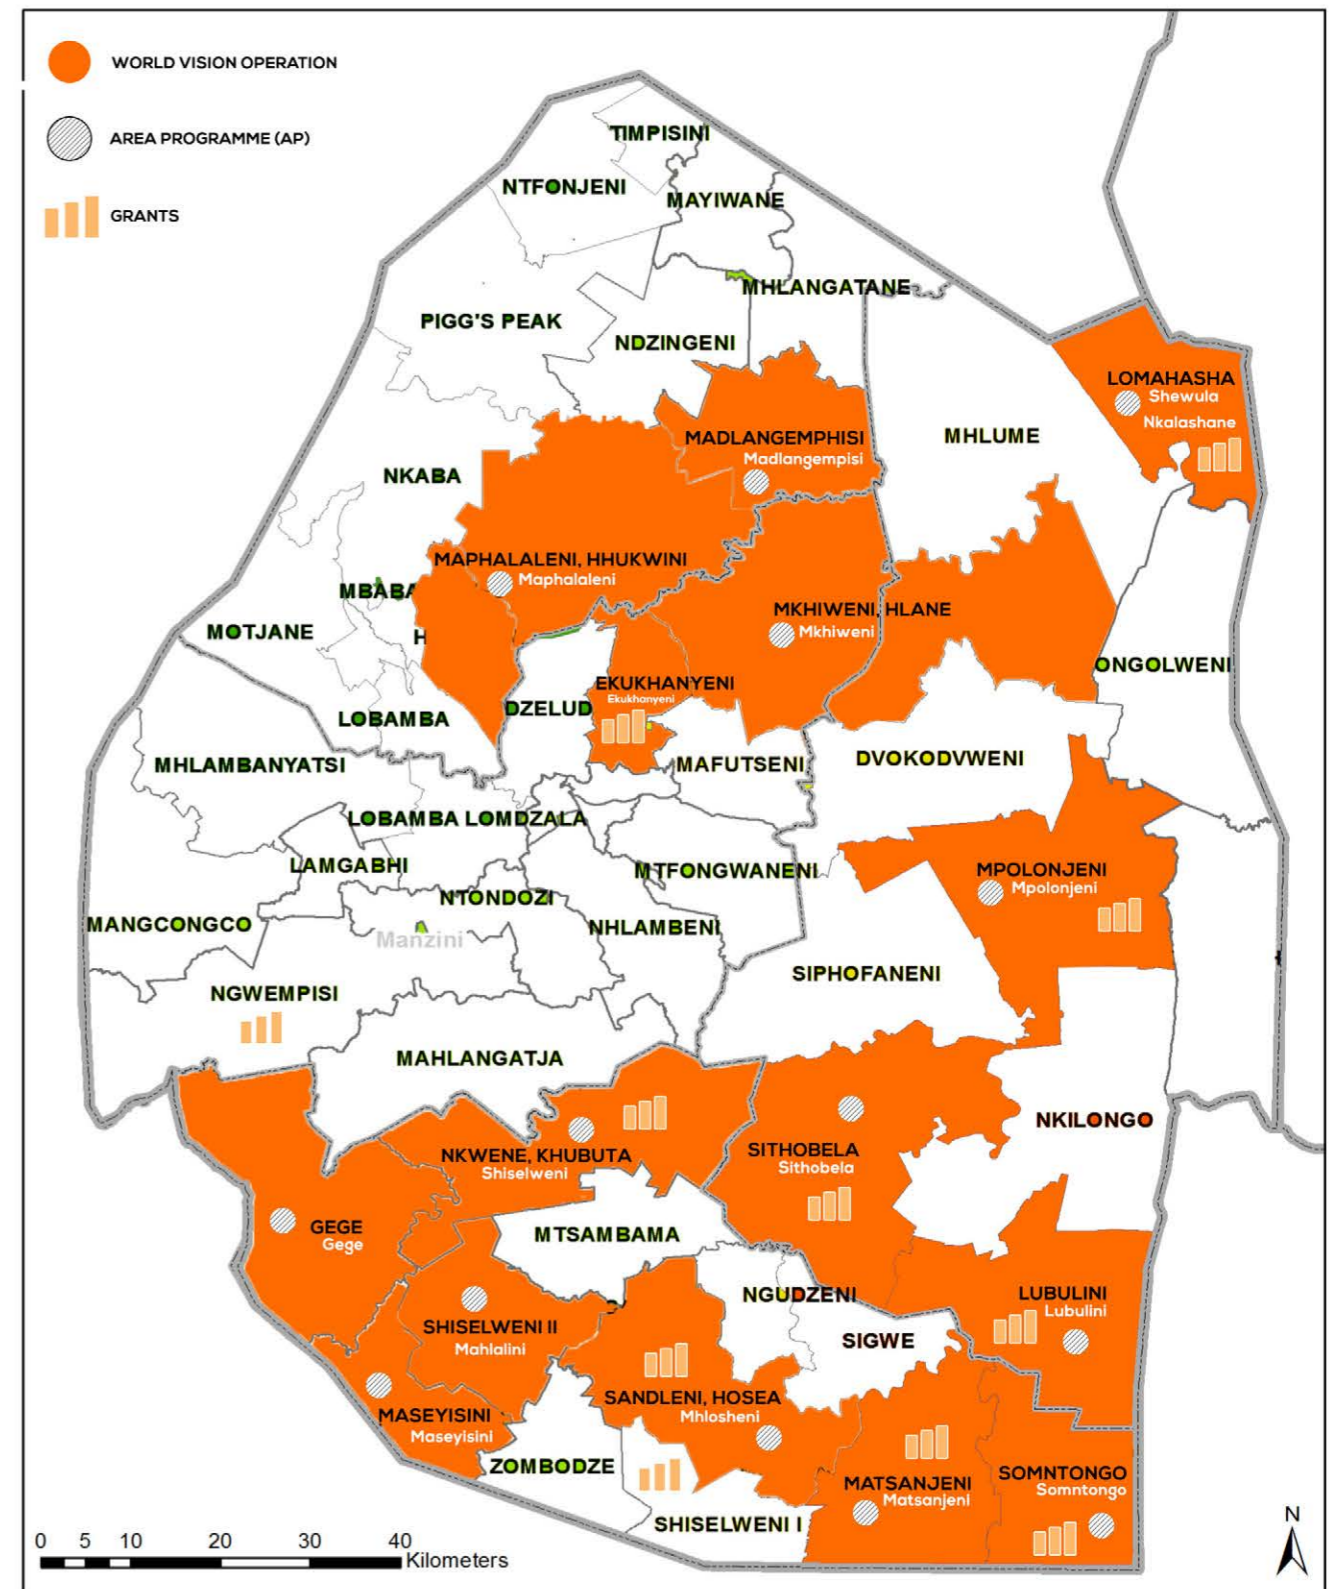 WORLD VISION OPERATION
AREA PROGRAMME (AP)
GRANTS
TIMPISINI
NTFONJENI
MAYIWANE
MHLANGATANE
PIGG'S PEAK
NDZINGENI
LOMAHASHA
Shewula
Nkalashane
MADLANGEMPHISI
Madlangempisi
MHLUME
NKABA
MAPHALALENI, HHUKWINI
Maphalaleni
MBABA
MKHIWENI, HLANE
Mkhiweni
MOTJANE
H
ONGOLWENI
EKUKHANYENI
Ekukhanyeni
DZELUD
LOBAMBA
MHLAMBANYATSI
MAFUTSENI
DVOKODVWENI
LOBAMBA LOMDZALA
LAMGABHI
MTFONGWANENI
MPOLONJENI
Mpolonjeni
NTONDOZI
MANGCONGCO
NHLAMBENI
Manzini
SIPHOFANENI
NGWEMPISI
MAHLANGATJA
NKILONGO
NKWENE, KHUBUTA
Shiselweni
SITHOBELA
Sithobela
GEGE
Gege
MTSAMBAMA
NGUDZENI
LUBULINI
Lubulini
SHISELWENI II
Mahlalini
SIGWE
SANDLENI, HOSEA
Mhlosheni
MASEYISINI
Maseyisini
ZOMBODZE
MATSANJENI
Matsanjeni
SOMNTONGO
Somntongo
SHISELWENI I
N
0 5 10 20 30 40
Kilometers